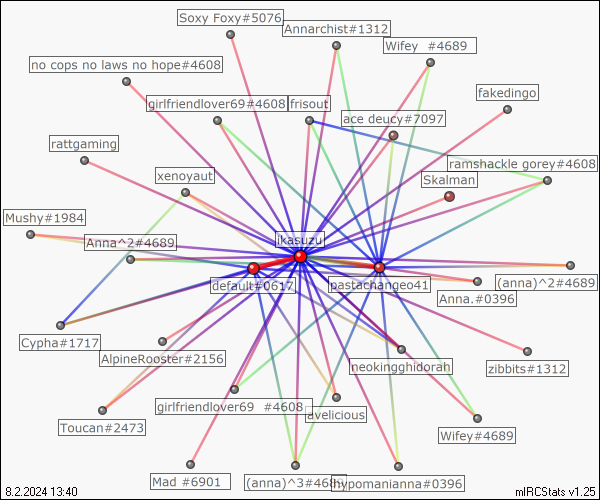 Soxy Foxy#5076
Annarchist#1312
Wifey #4689
no cops no laws no hope#4608
fakedingo
girlfriendlover69#4608
frisout
ace deucy#7097
rattgaming
ramshackle gorey#4608
xenoyaut
Skalman
Mushy#1984
Anna^2#4689
ikasuzu
default#0617
pastachangeo41
(anna)^2#4689
Anna.#0396
Cypha#1717
AlpineRooster#2156
neokingghidorah
zibbits#1312
girlfriendlover69 #4608
avelicious
Toucan#2473
Wifey#4689
Mad #6901
(anna)^3#468
hypomanianna#0396
8.2.2024 13:40
mIRCStats v1.25